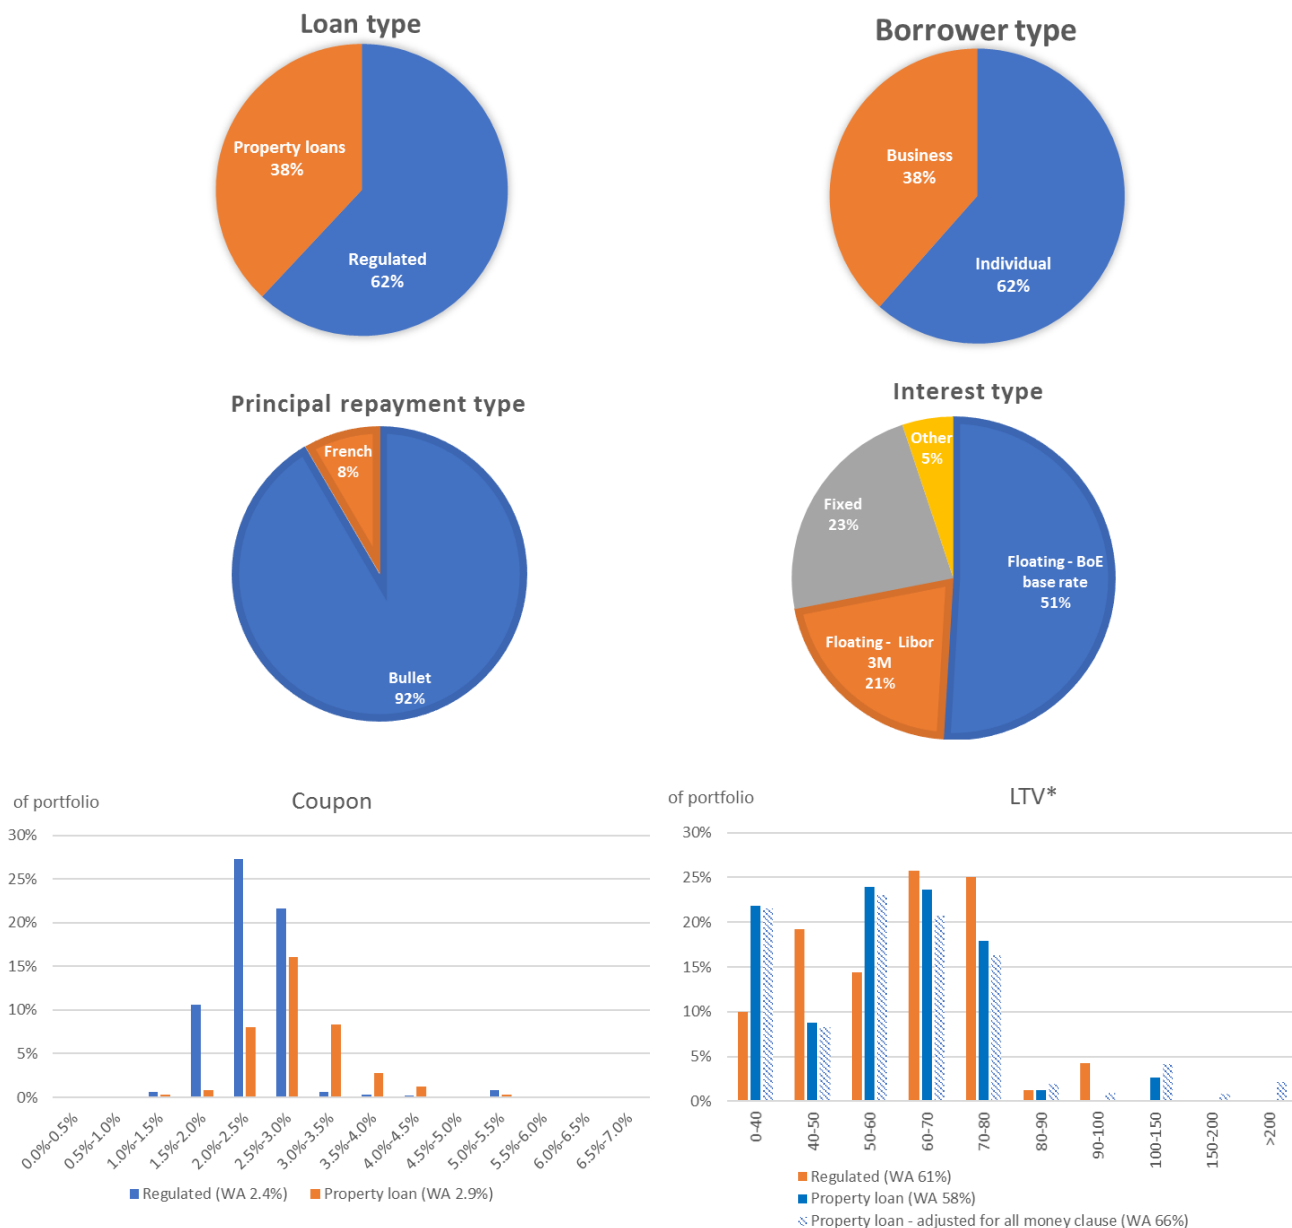 Loan type
Borrower type
Property loans
38%
Regulated
62%
Business
38%
Individual
62%
Principal repayment type
Interest type
French
8%
Bullet
92%
Other
5%
Fixed
23%
Floating - BoE
base rate
51%
Floating - Libor
3M
21%
of portfolio
Coupon
30%
25%
20%
15%
10%
5%
0%
0.0%-0.5%
0.5%-1.0%
1.0%-1.5%
1.5%-2.0%
2.0%-2.5%
2.5%-3.0%
3.0%-3.5%
3.5%-4.0%
4.0%-4.5%
4.5%-5.0%
5.0%-5.5%
5.5%-6.0%
6.0%-6.5%
6.5%-7.0%
Regulated (WA 2.4%)
Property loan (WA 2.9%)
of portfolio
LTV*
30%
25%
20%
15%
10%
5%
0%
0-40
40-50
50-60
60-70
70-80
80-90
90-100
100-150
150-200
>200
Regulated (WA 61%)
Property loan (WA 58%)
Property loan - adjusted for all money clause (WA 66%)